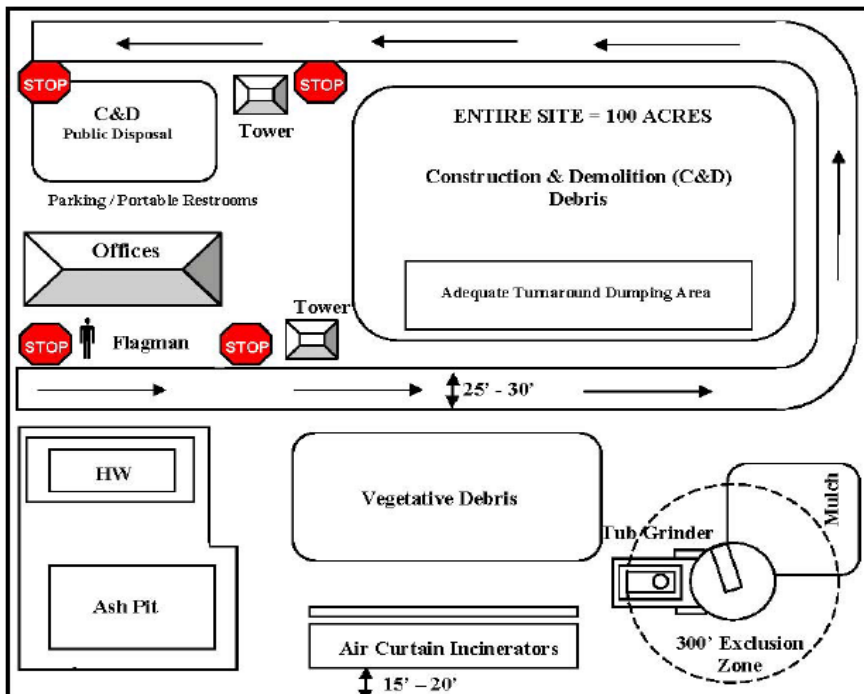 STOP
STOP
C&D
Public Disposal
Tower
ENTIRE SITE = 100 ACRES
Construction & Demolition (C&D)
Debris
Parking / Portable Restrooms
Offices
Adequate Turnaround Dumping Area
Tower
STOP
Flagman
STOP
25' - 30'
HW
Vegetative Debris
Mulch
Tub Grinder
Ash Pit
Air Curtain Incinerators
300' Exclusion
Zone
15' – 20'